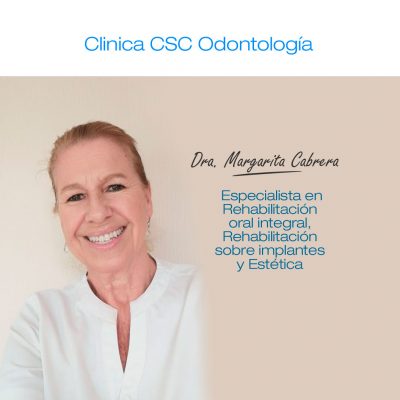 Clinica CSC Odontología
Dra. Margarita Cabrera
Especialista en
Rehabilitación
oral integral,
Rehabilitación
sobre implantes
y Estética